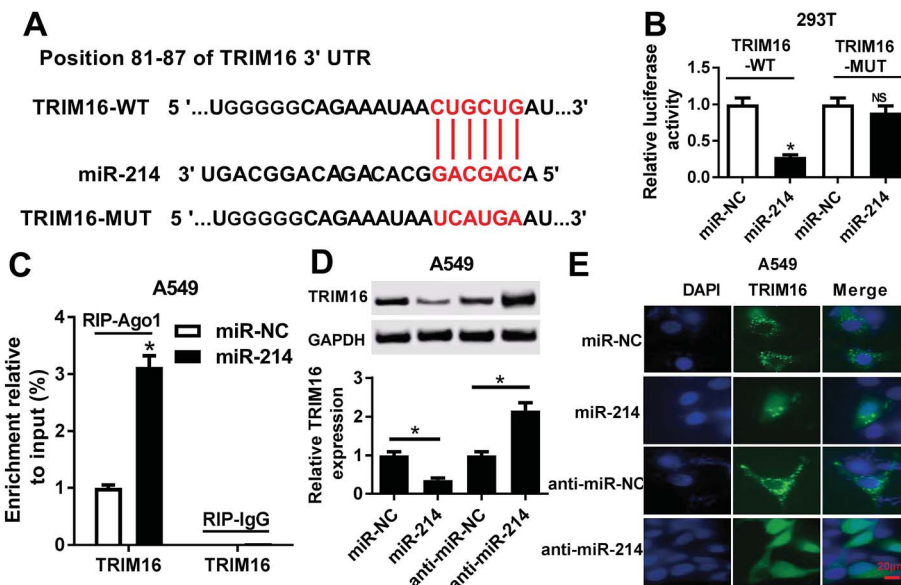 A
Position 81-87 of TRIM16 3' UTR
TRIM16-WT 5 '...UGGGGGCAGAAAUAACUGCUGAU...3'
miR-214 3' UGACGGACAGACACGGACGACA 5'
TRIM16-MUT 5 '...UGGGGGCAGAAAUAAUCAUGAAU...3'
B
293T
TRIM16
-WT
TRIM16
-MUT
Relative luciferase
activity
1.5
1.0
0.5
0.0
*
NS
miR-NC
miR-214
miR-NC
miR-214
C
A549
RIP-Ago1
*
miR-NC
miR-214
Enrichment relative
to input (%)
4
3
2
1
0
RIP-IgG
TRIM16
TRIM16
D
A549
TRIM16
GAPDH
Relative TRIM16
expression
3
2
1
0
*
*
miR-NC
miR-214
anti-miR-NC
anti-miR-214
E
A549
DAPI TRIM16 Merge
miR-NC
miR-214
anti-miR-NC
anti-miR-214
20μm